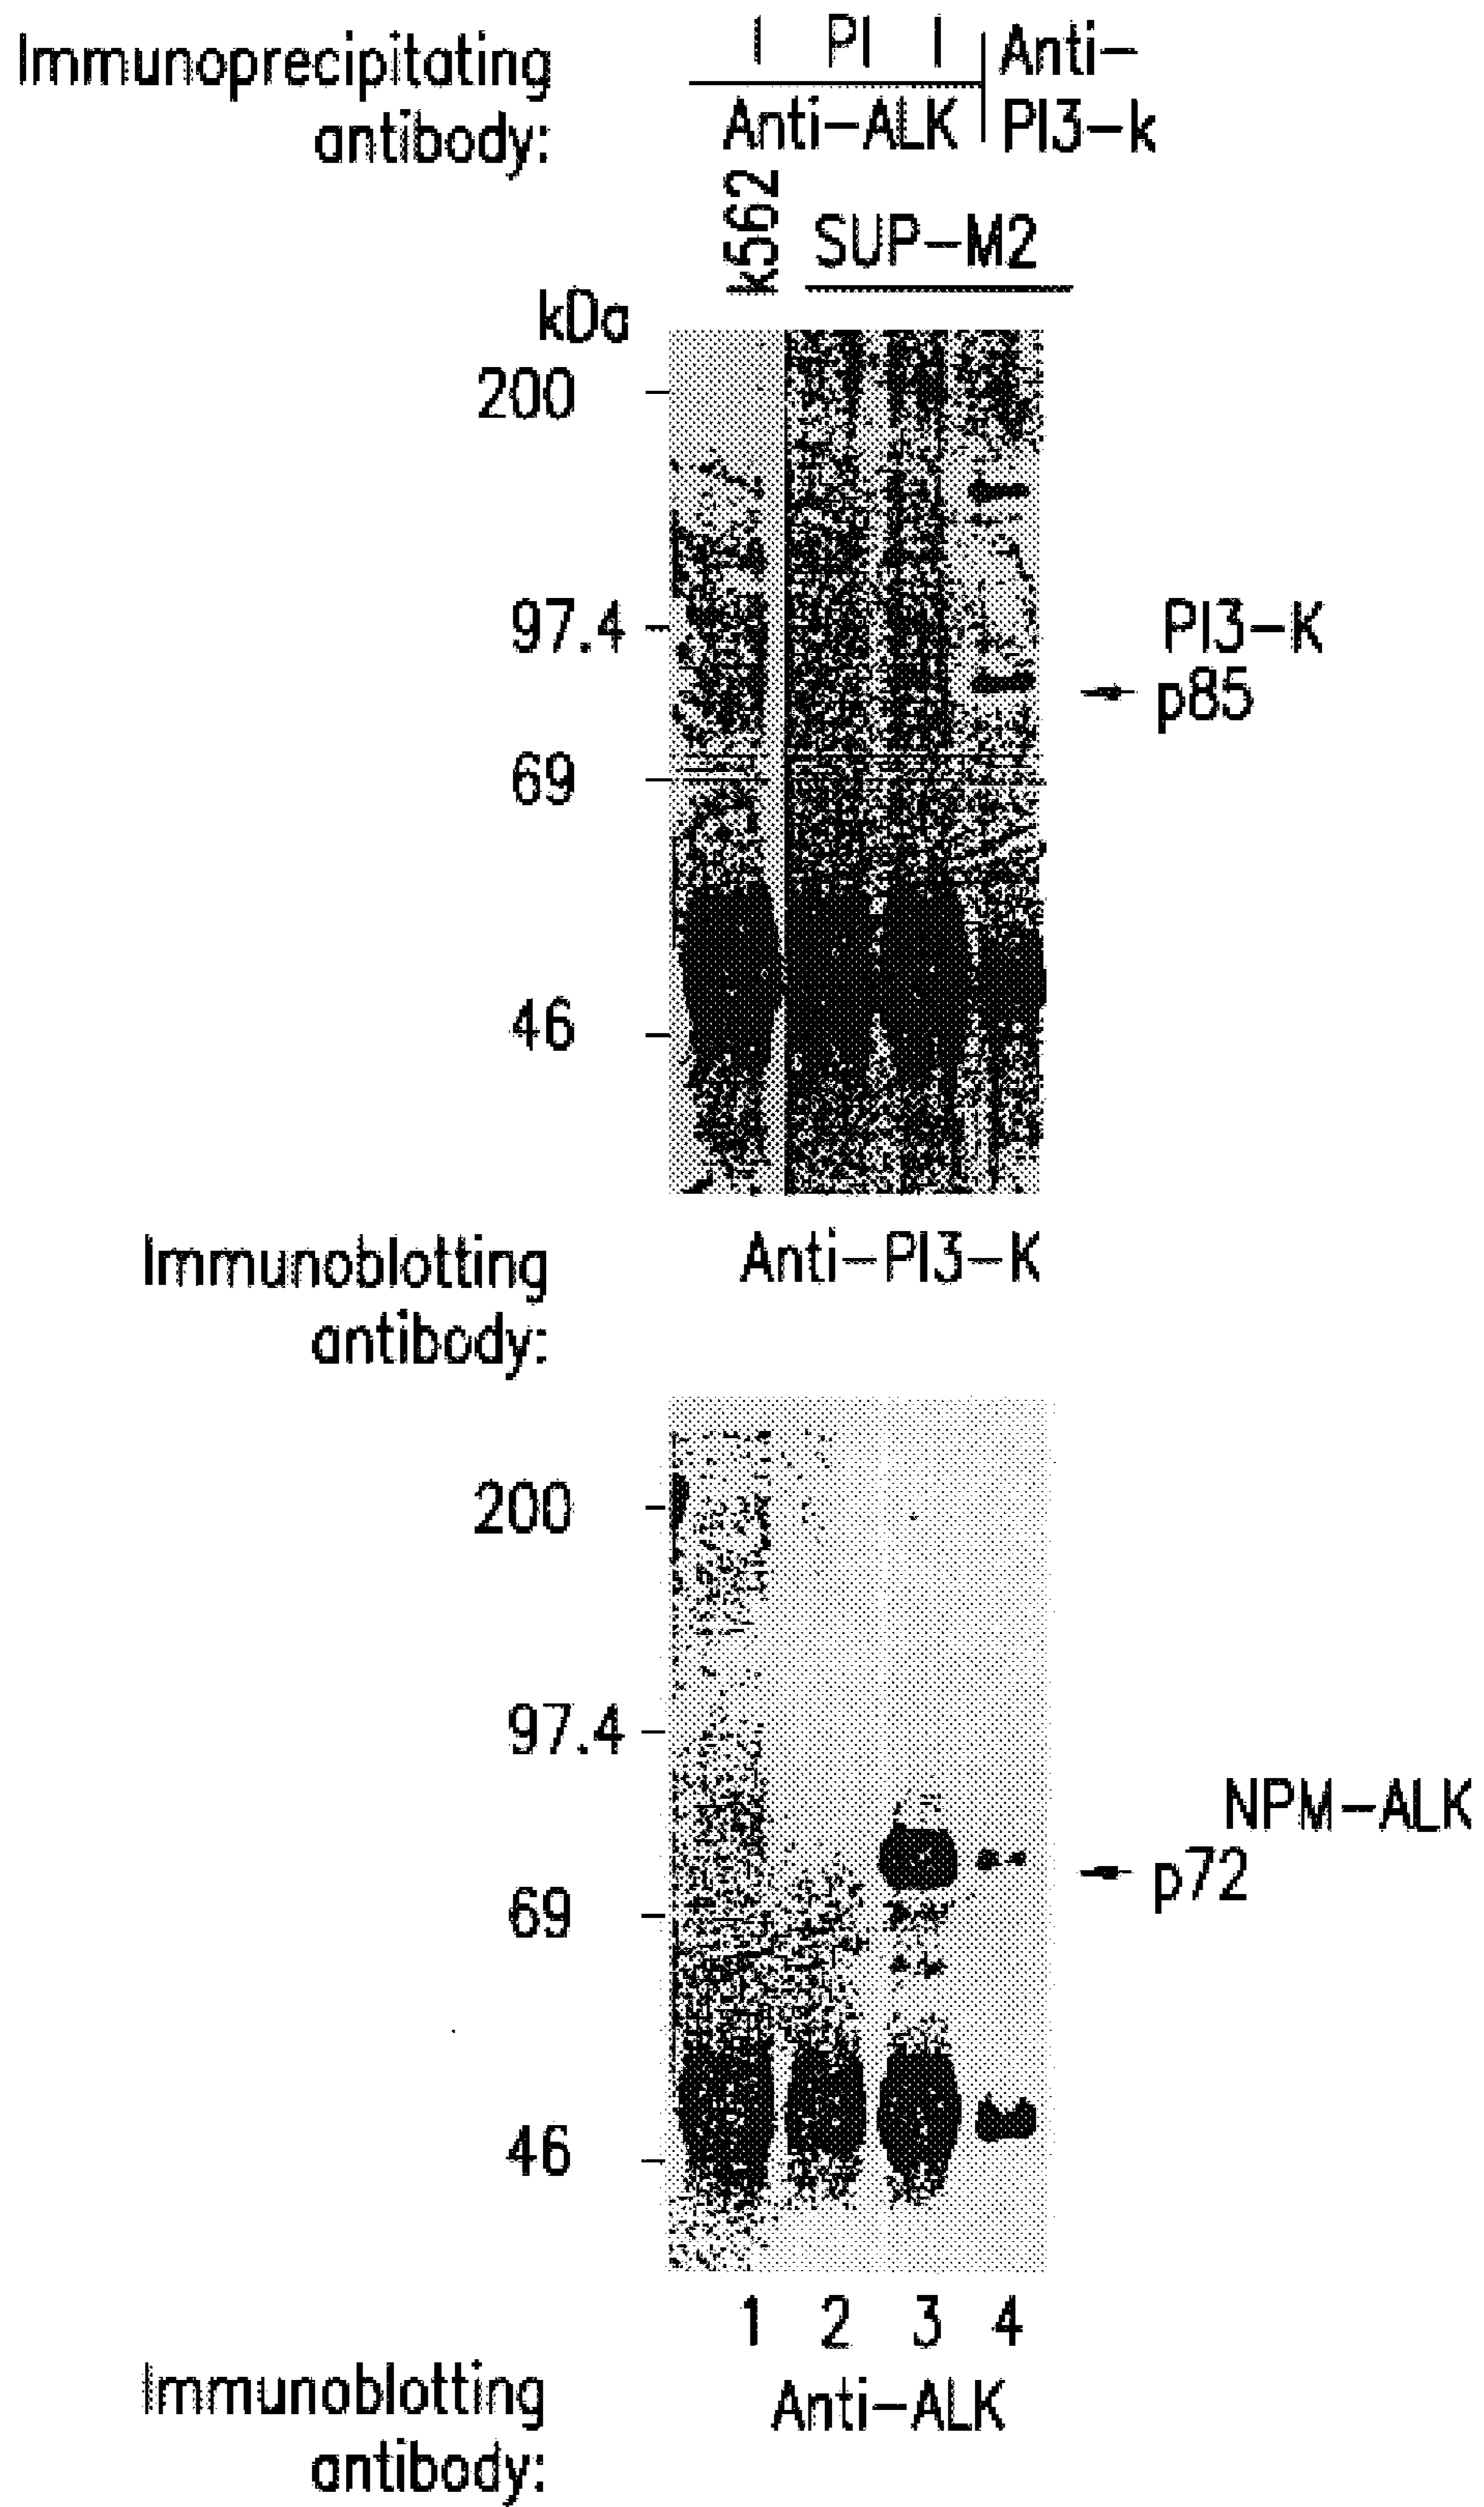 Immunoprecipitating
antibody:
I PI I Anti-
Anti-ALK PI3-k
k562
SUP-M2
kDa
200
97.4
PI3-K
p85
69
46
Immunoblotting
antibody:
Anti-PI3-K
200
97.4
NPM-ALK
p72
69
46
1 2 3 4
Immunoblotting
antibody:
Anti-ALK